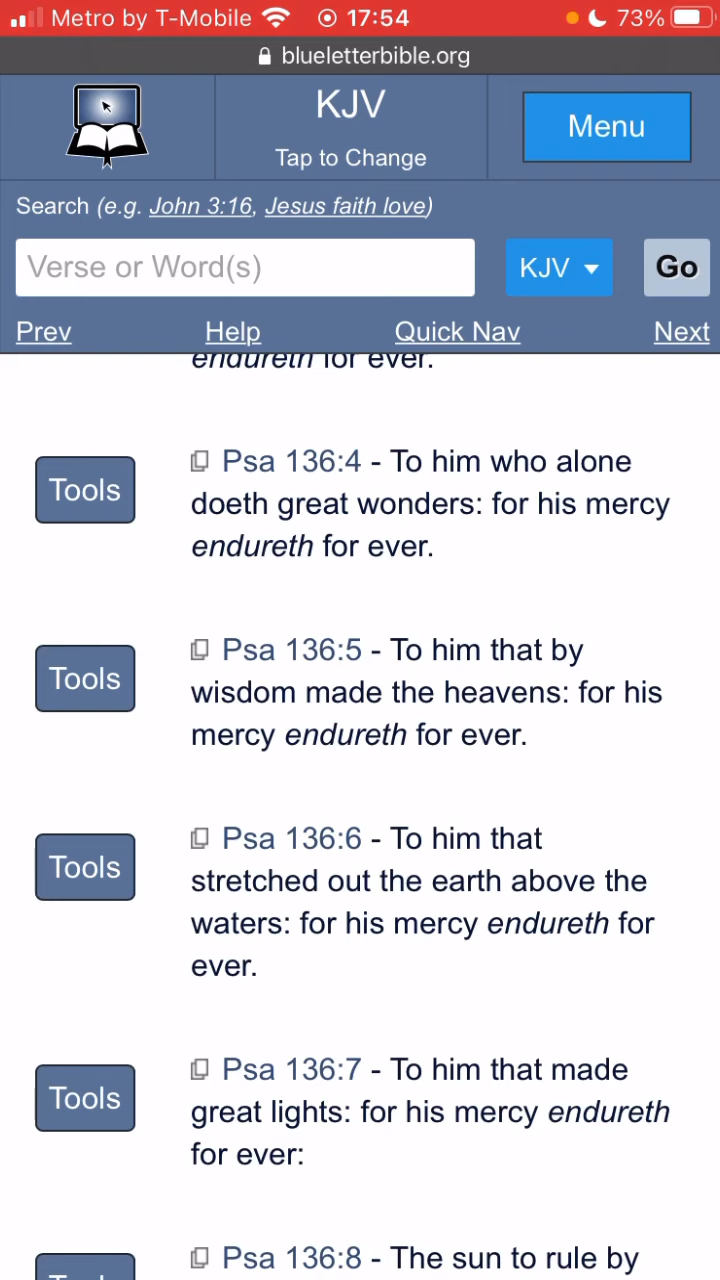 Metro by T-Mobile 17:54 73%
blueletterbible.org
KJV
Tap to Change
Menu
Search (e.g. John 3:16, Jesus faith love)
Verse or Word(s)
KJV
Go
Prev Help Quick Nav Next
endureth for ever.
Tools
Psa 136:4 - To him who alone
doeth great wonders: for his mercy
endureth for ever.
Tools
Psa 136:5 - To him that by
wisdom made the heavens: for his
mercy endureth for ever.
Tools
Psa 136:6 - To him that
stretched out the earth above the
waters: for his mercy endureth for
ever.
Tools
Psa 136:7 - To him that made
great lights: for his mercy endureth
for ever:
Tools
Psa 136:8 - The sun to rule by